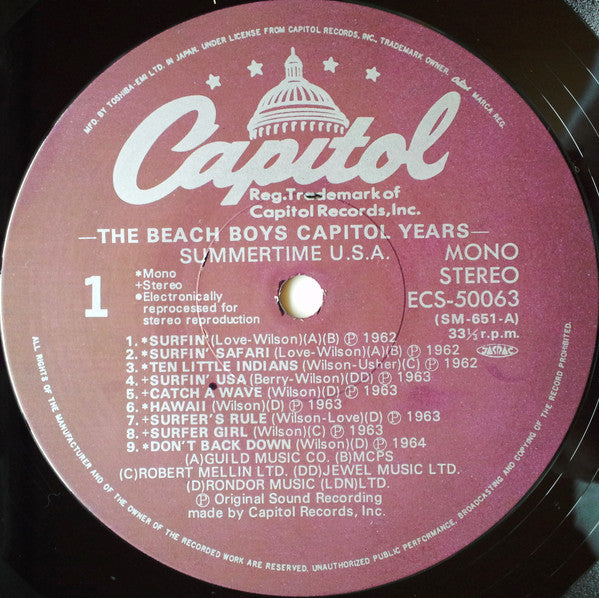 MFD. BY TOSHIBA-EMI LTD. IN JAPAN. UNDER LICENSE FROM CAPITOL RECORDS, INC., TRADEMARK OWNER. Capitol MARCA REG.
Capitol
Reg. Trademark of
Capitol Records, Inc.
—THE BEACH BOYS CAPITOL YEARS—
SUMMERTIME U.S.A.
MONO
STEREO
ECS-50063
(SM-651-A)
33⅓ r.p.m.
JASRAC
1
*Mono
+Stereo
●Electronically
reprocessed for
stereo reproduction
1. *SURFIN'(Love-Wilson)(A)(B) Ⓟ 1962
2. *SURFIN' SAFARI (Love-Wilson)(A)(B) Ⓟ 1962
3. *TEN LITTLE INDIANS (Wilson-Usher)(C) Ⓟ 1962
4. +SURFIN' USA (Berry-Wilson)(DD) Ⓟ 1963
5. +CATCH A WAVE (Wilson)(D) Ⓟ 1963
6. *HAWAII (Wilson)(D) Ⓟ 1963
7. +SURFER'S RULE (Wilson-Love)(D) Ⓟ 1963
8. +SURFER GIRL (Wilson)(C) Ⓟ 1963
9. *DON'T BACK DOWN (Wilson)(D) Ⓟ 1964
(A)GUILD MUSIC CO. (B)MCPS
(C)ROBERT MELLIN LTD. (DD)JEWEL MUSIC LTD.
(D)RONDOR MUSIC (LDN)LTD.
Ⓟ Original Sound Recording
made by Capitol Records, Inc.
ALL RIGHTS OF THE MANUFACTURER AND OF THE OWNER OF THE RECORDED WORK ARE RESERVED. UNAUTHORIZED PUBLIC PERFORMANCE, BROADCASTING AND COPYING OF THE RECORD PROHIBITED.